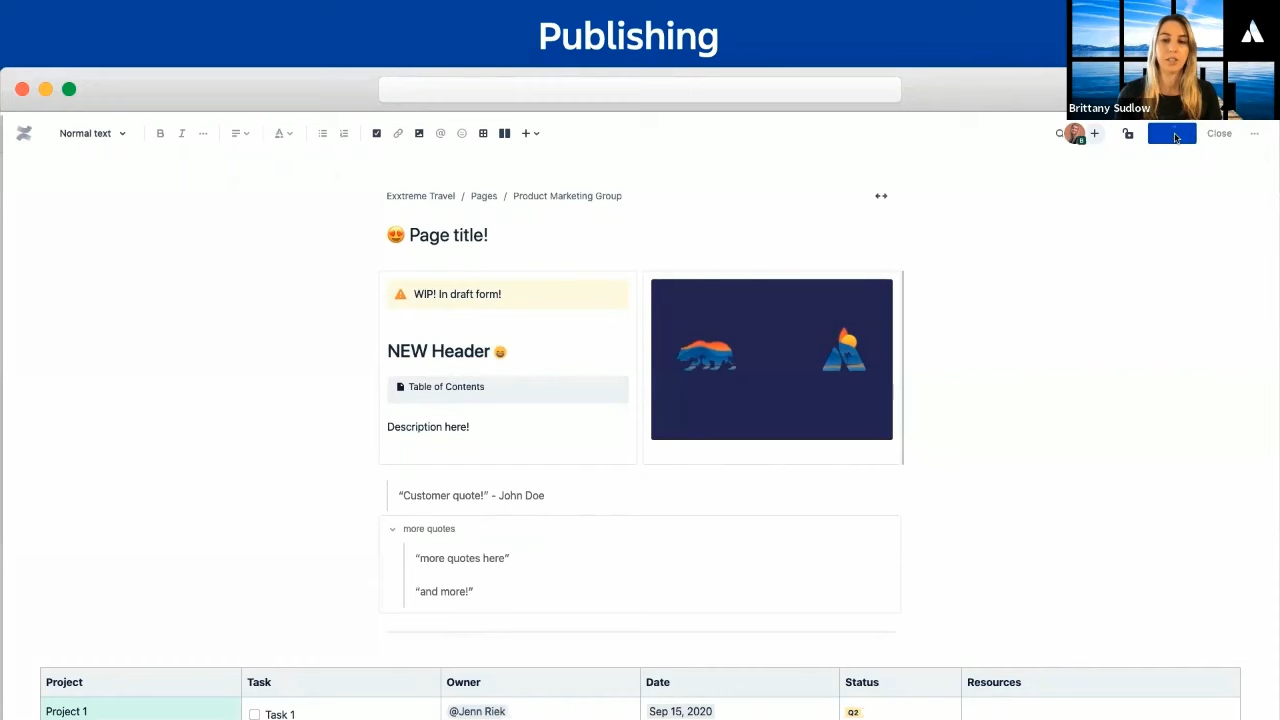 Publishing
Brittany Sudlow
Normal text
B I
Close
Exxtreme Travel / Pages / Product Marketing Group
Page title!
WIP! In draft form!
NEW Header
Table of Contents
Description here!
“Customer quote!” - John Doe
more quotes
“more quotes here”
“and more!”
Project Task Owner Date Status Resources
Project 1 Task 1 @Jenn Riek Sep 15, 2020 Q2